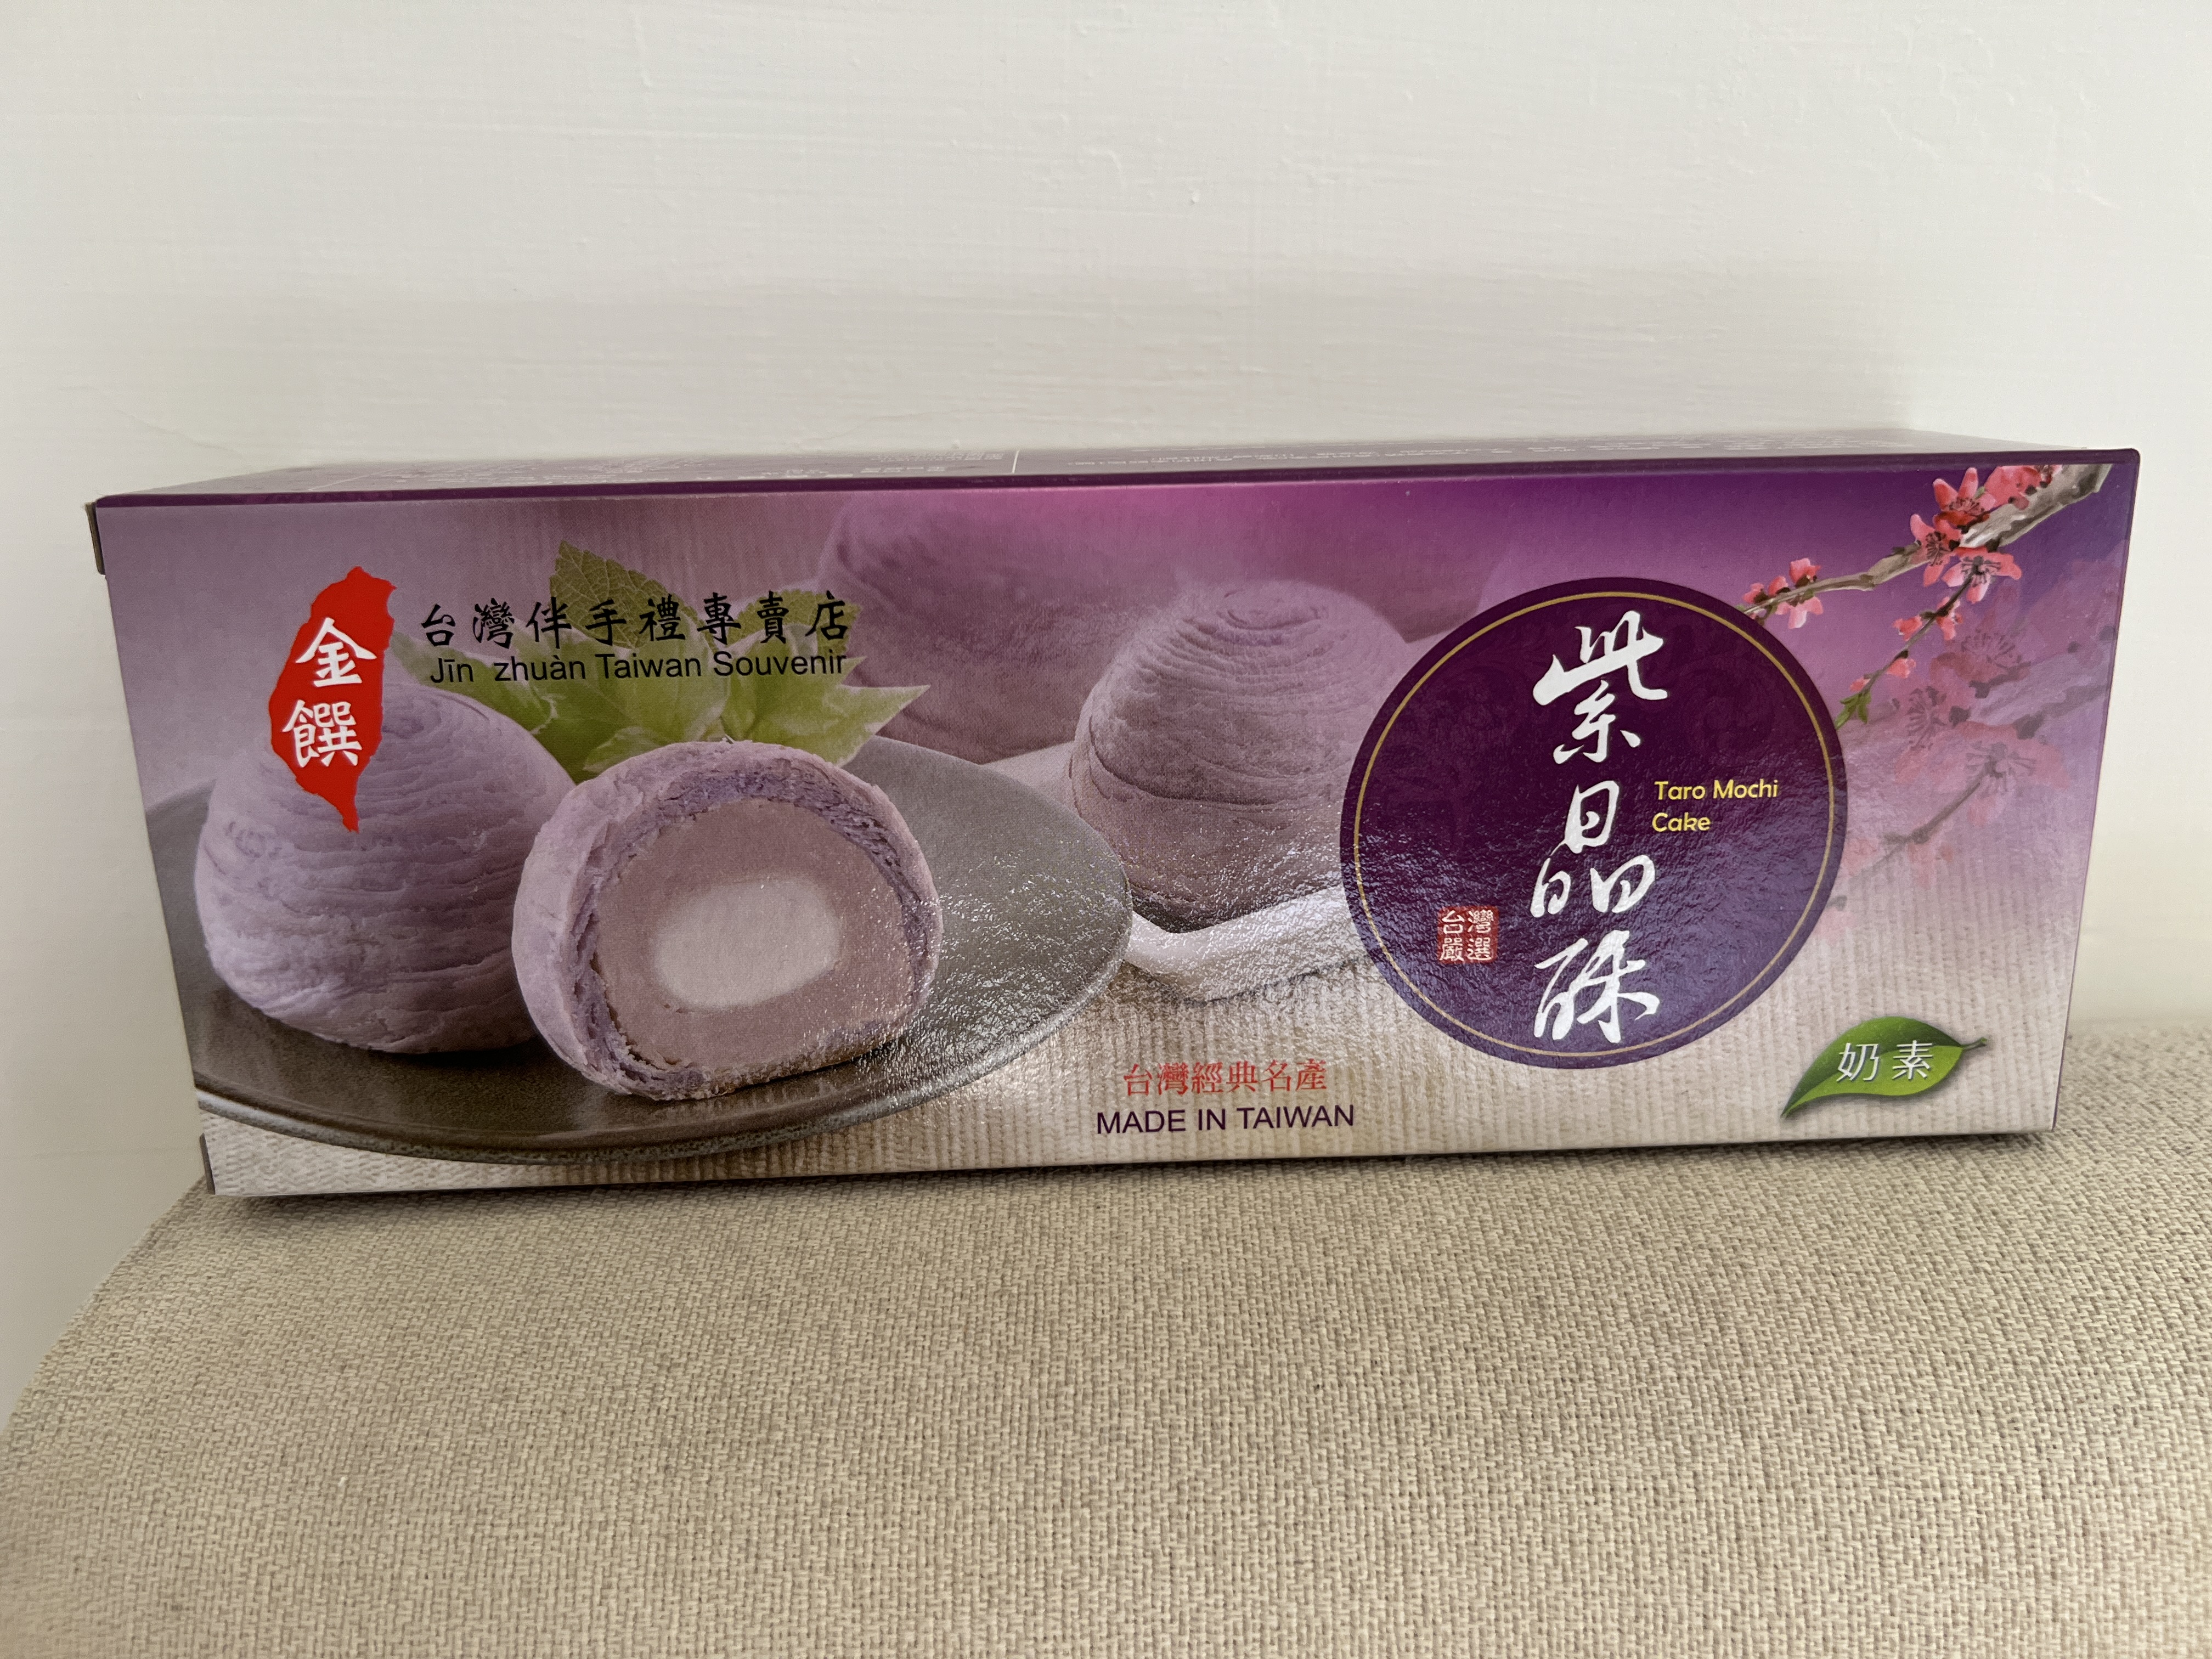 金饌
台灣伴手禮專賣店
Jīn zhuàn Taiwan Souvenir
紫晶酥
Taro Mochi
Cake
台灣
嚴選
台灣經典名產
MADE IN TAIWAN
奶素